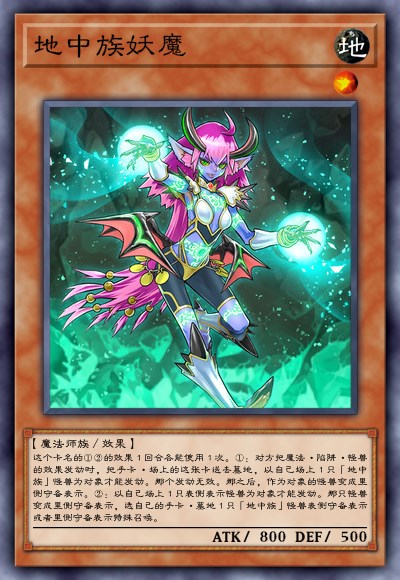 地中族妖魔
地
【魔法师族／效果】
这个卡名的①②的效果1回合各能使用1次。①：对方把魔法·陷阱·怪兽
的效果发动时，把手卡·场上的这张卡送去墓地，以自己场上1只「地中
族」怪兽为对象才能发动。那个发动无效。那之后，作为对象的怪兽变成里
侧守备表示。②：以自己场上1只表侧表示怪兽为对象才能发动。那只怪兽
变成里侧守备表示，选自己的手卡·墓地1只「地中族」怪兽表侧守备表示
或者里侧守备表示特殊召唤。
ATK/ 800 DEF/ 500